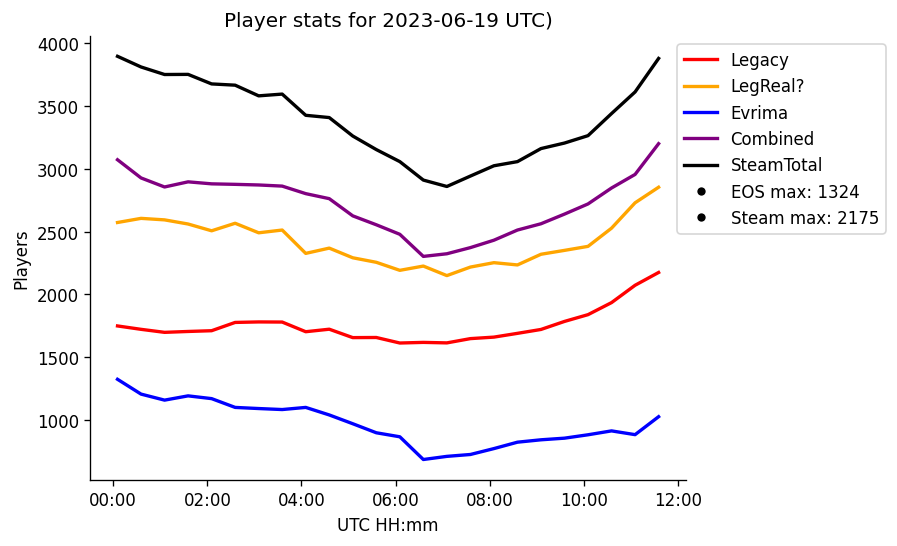 Player stats for 2023-06-19 UTC)
4000
3500
3000
2500
2000
1500
1000
Players
00:00 02:00 04:00 06:00 08:00 10:00 12:00
UTC HH:mm
Legacy
LegReal?
Evrima
Combined
SteamTotal
EOS max: 1324
Steam max: 2175